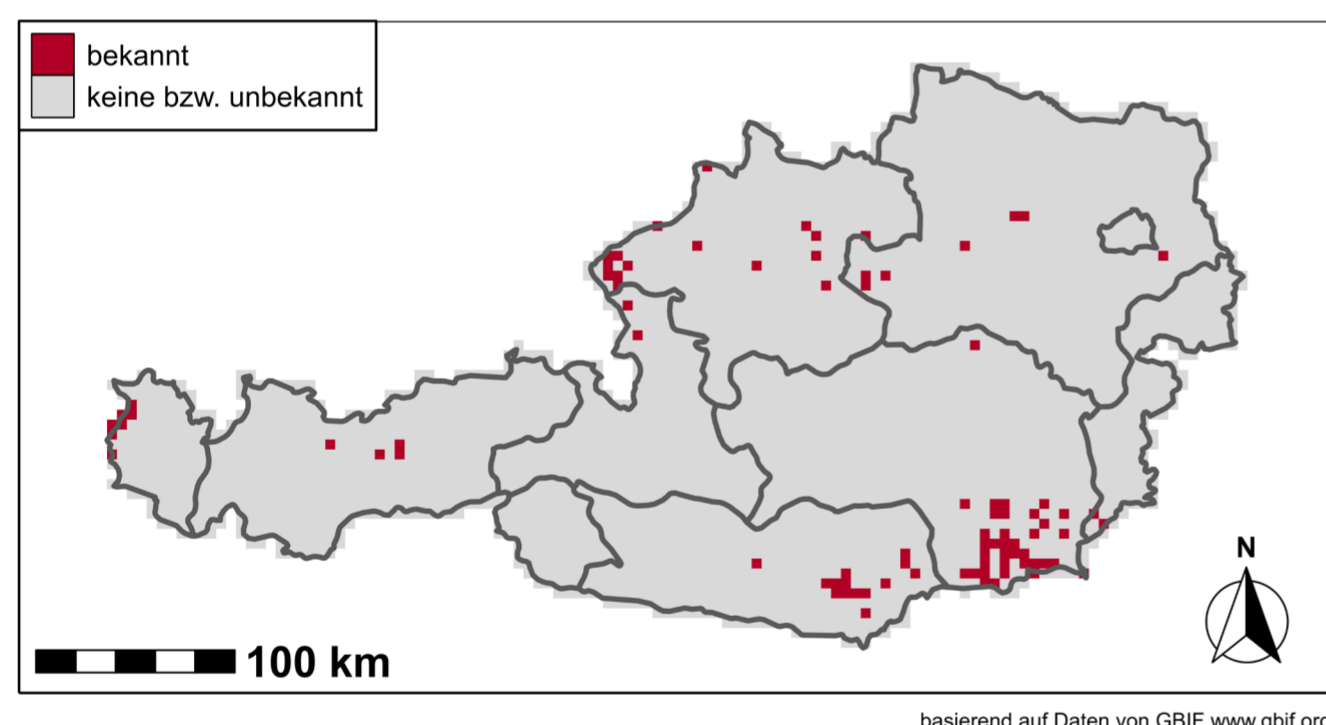 bekannt
keine bzw. unbekannt
N
100 km
basierend auf Daten von GBIF www.gbif.org